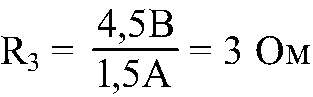 R₃ = 4,5В / 1,5А = 3 Ом